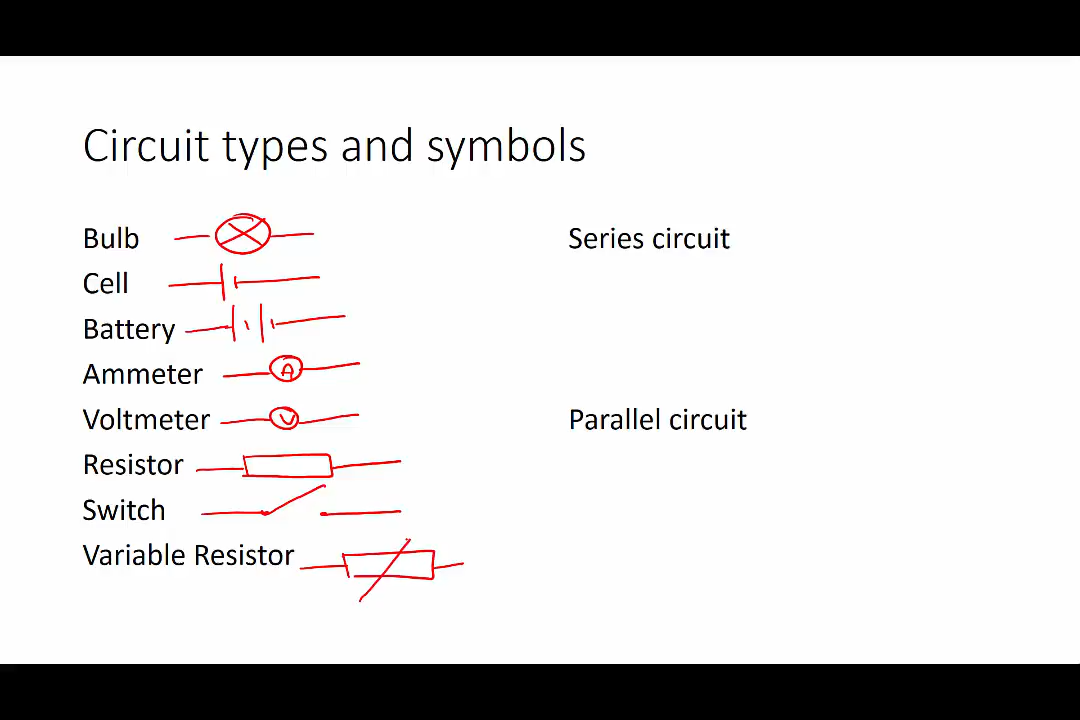 Circuit types and symbols
Bulb
Cell
Battery
Ammeter A
Voltmeter V
Resistor
Switch
Variable Resistor
Series circuit
Parallel circuit